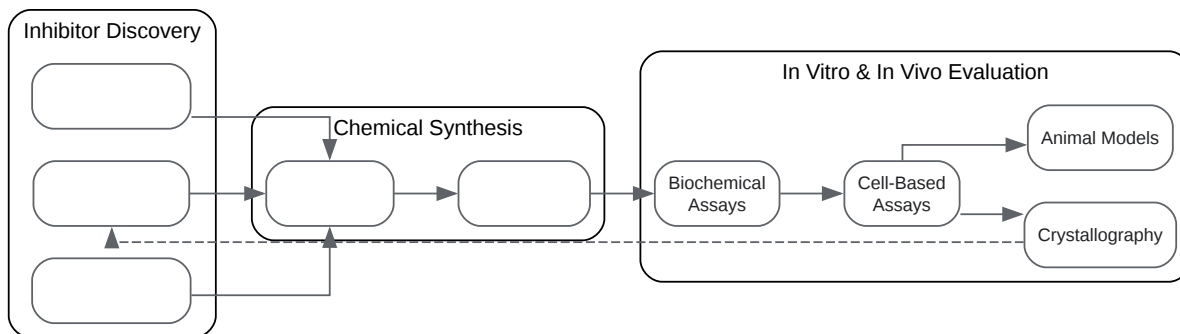 Inhibitor Discovery
Chemical Synthesis
In Vitro & In Vivo Evaluation
Biochemical
Assays
Cell-Based
Assays
Animal Models
Crystallography